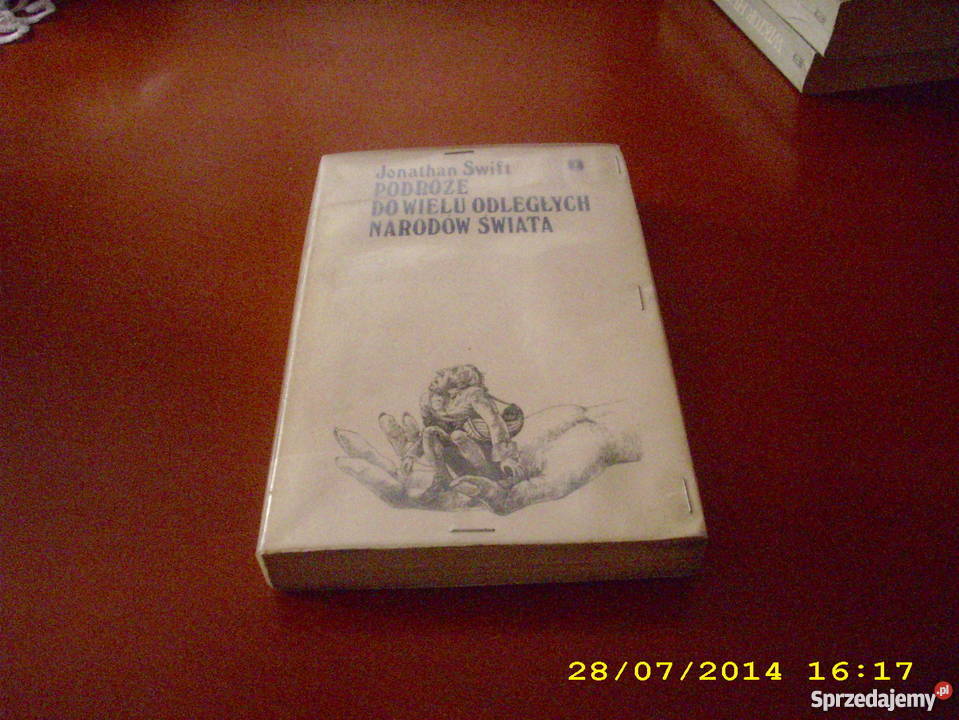 Jonathan Swift
PODRÓŻE
DO WIELU ODLEGŁYCH
NARODÓW ŚWIATA
28/07/2014 16:17
Sprzedajemy.pl